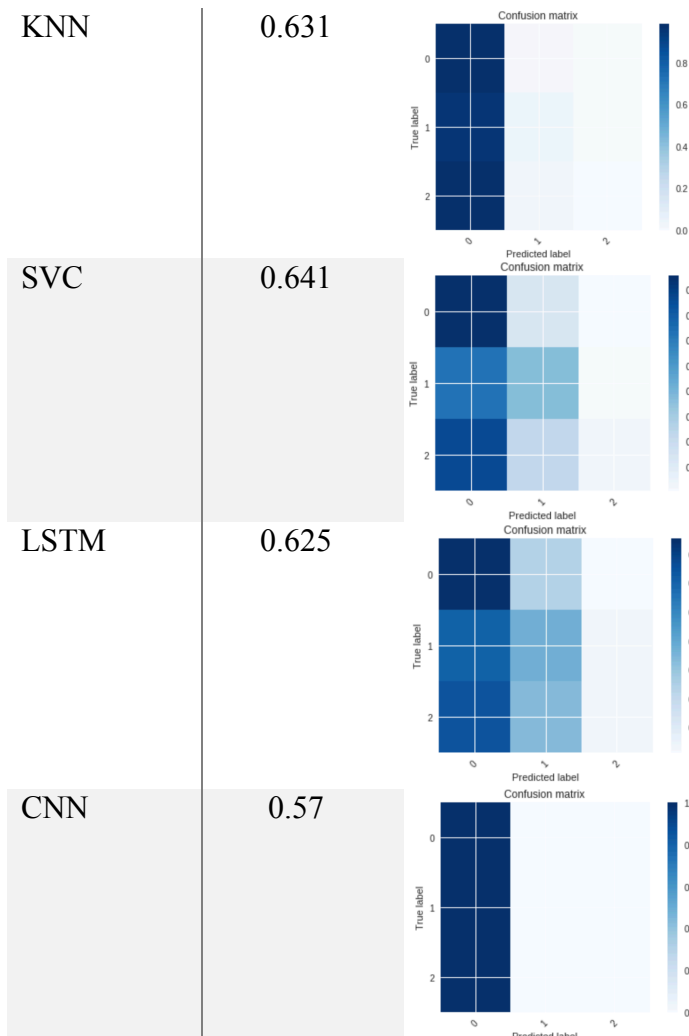 KNN 0.631
Confusion matrix
True label
0
1
2
0 1 2
Predicted label
0.8
0.6
0.4
0.2
0.0
SVC 0.641
Confusion matrix
True label
0
1
2
0 1 2
Predicted label
LSTM 0.625
Confusion matrix
True label
0
1
2
0 1 2
Predicted label
CNN 0.57
Confusion matrix
True label
0
1
2
0 1 2
Predicted label